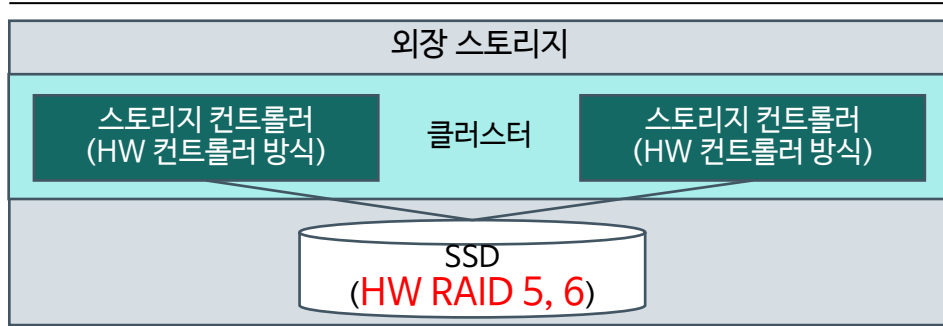 외장 스토리지
스토리지 컨트롤러
(HW 컨트롤러 방식)
클러스터
스토리지 컨트롤러
(HW 컨트롤러 방식)
SSD
(HW RAID 5, 6)